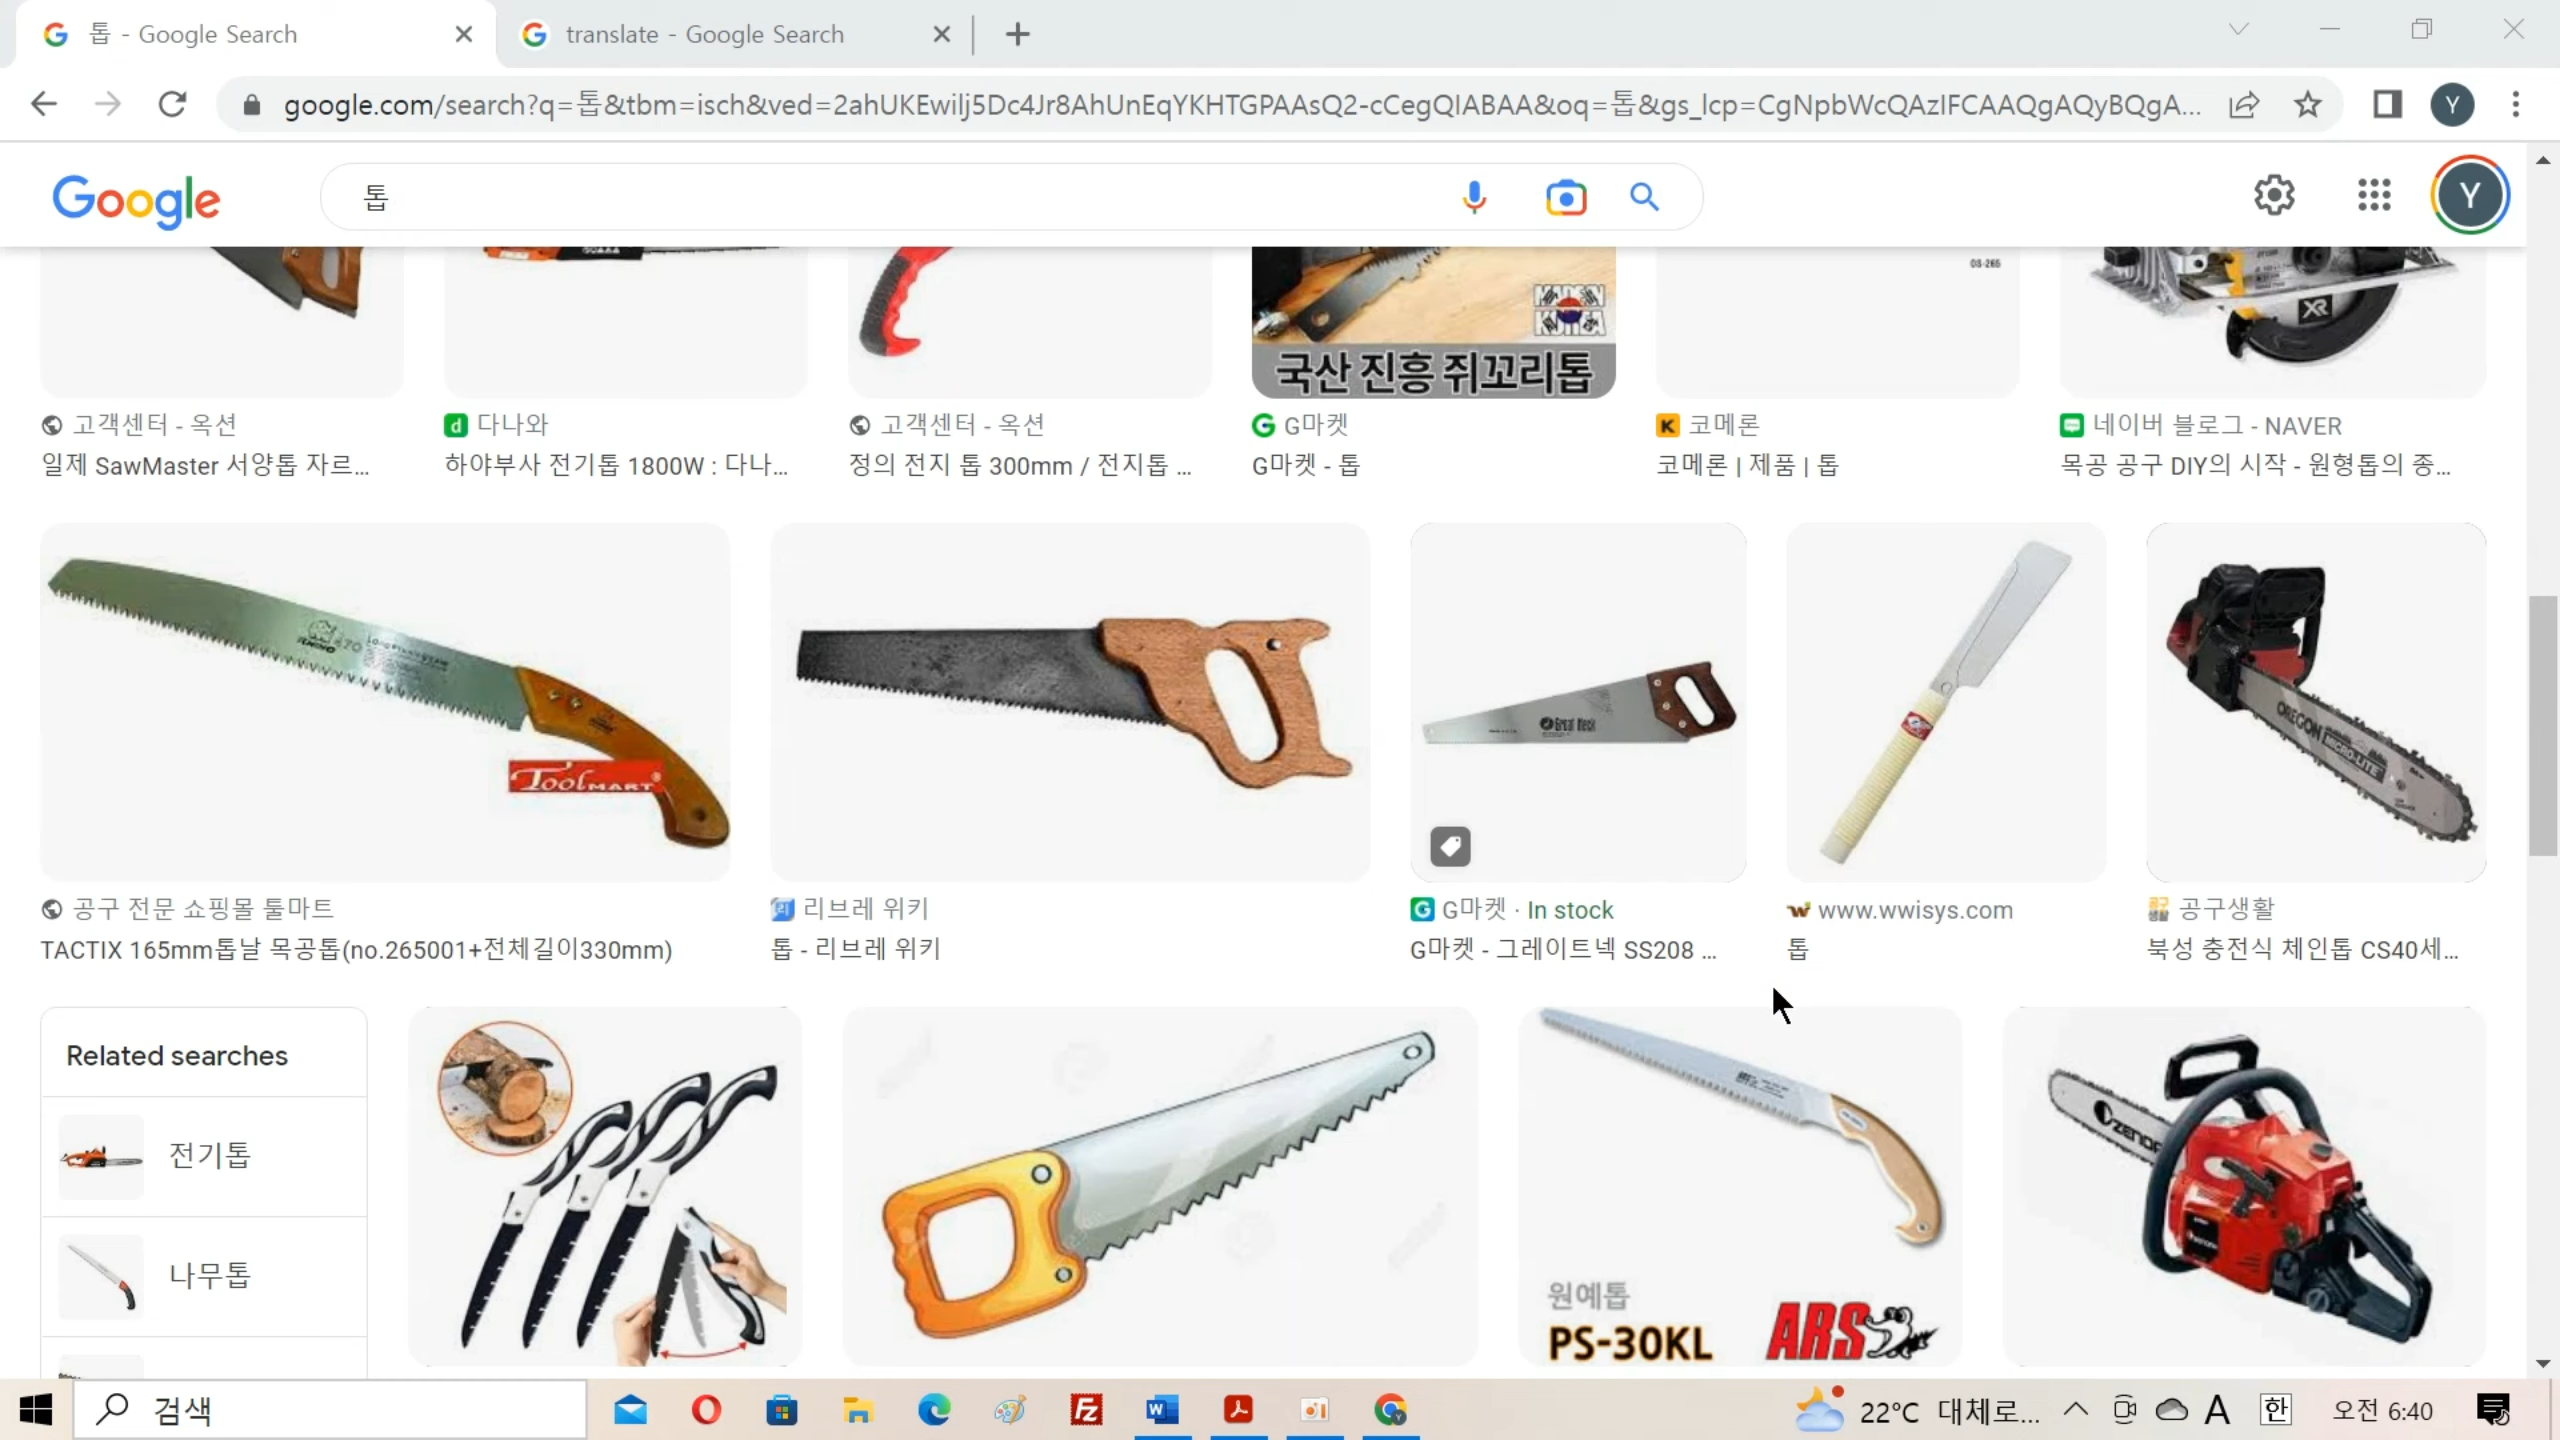 톱 - Google Search
translate - Google Search
google.com/search?q=톱&tbm=isch&ved=2ahUKEwilj5Dc4Jr8AhUnEqYKHTGPAAsQ2-cCegQIABAA&oq=톱&gs_lcp=CgNpbWcQAzIFCAAQgAQyBQgA...
Y
Google
톱
Y
OS-265
XR
KOREA
국산 진흥 쥐꼬리톱
고객센터 - 옥션
다나와
고객센터 - 옥션
G마켓
코메론
네이버 블로그 - NAVER
일제 SawMaster 서양톱 자르...
하야부사 전기톱 1800W : 다나...
정의 전지 톱 300mm / 전지톱 ...
G마켓 - 톱
코메론 | 제품 | 톱
목공 공구 DIY의 시작 - 원형톱의 종...
TOOLMART
Great Neck
OREGON
MICRO-LITE
공구 전문 쇼핑몰 툴마트
리브레 위키
G마켓 · In stock
www.wwisys.com
공구생활
TACTIX 165mm톱날 목공톱(no.265001+전체길이330mm)
톱 - 리브레 위키
G마켓 - 그레이트넥 SS208 ...
톱
북성 충전식 체인톱 CS40세...
Related searches
전기톱
나무톱
원예톱
PS-30KL
ARS
검색
22°C 대체로...
A
한
오전 6:40